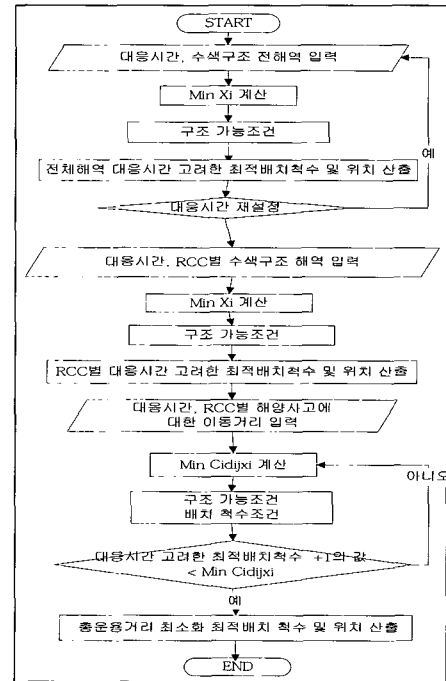 START
대응시간, 수색구조 전해역 입력
Min Xi 계산
예
구조 가능조건
전체해역 대응시간 고려한 최적배치척수 및 위치 산출
대응시간 재설정
대응시간, RCC별 수색구조 해역 입력
Min Xi 계산
구조 가능조건
RCC별 대응시간 고려한 최적배치척수 및 위치 산출
대응시간, RCC별 해양사고에
대한 이동거리 입력
Min Cidijxi 계산
아니오
구조 가능조건
배치 척수조건
대응시간 고려한 최적배치척수 +1의 값
< Min Cidijxi
예
총운용거리 최소화 최적배치 척수 및 위치 산출
END